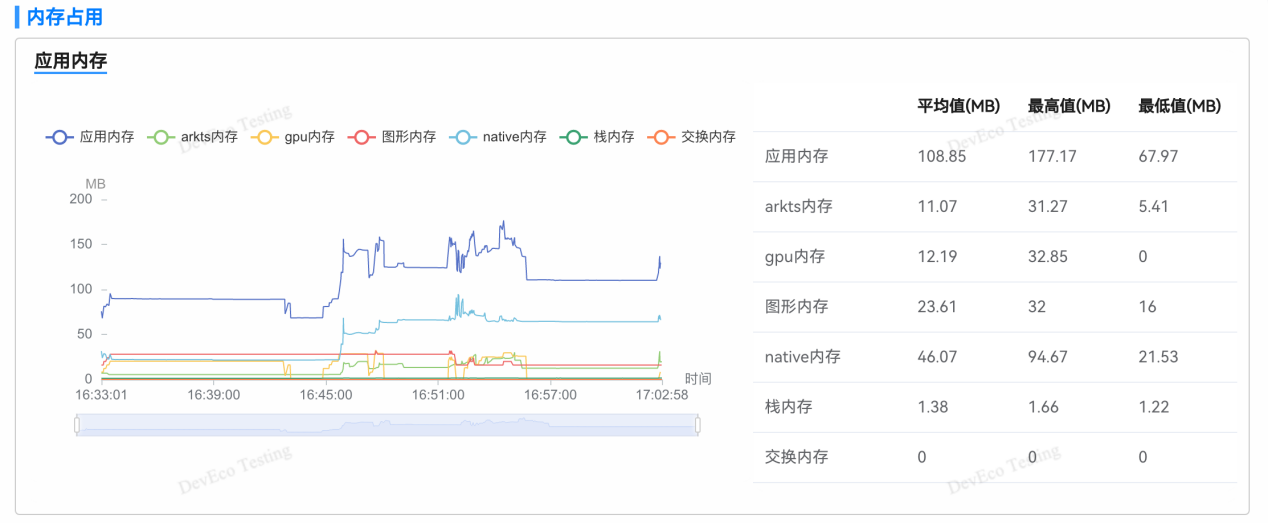 内存占用
应用内存
应用内存 arkts内存 gpu内存 图形内存 native内存 栈内存 交换内存
MB
200
150
100
50
0
时间
16:33:01 16:39:00 16:45:00 16:51:00 16:57:00 17:02:58
平均值(MB) 最高值(MB) 最低值(MB)
应用内存 108.85 177.17 67.97
arkts内存 11.07 31.27 5.41
gpu内存 12.19 32.85 0
图形内存 23.61 32 16
native内存 46.07 94.67 21.53
栈内存 1.38 1.66 1.22
交换内存 0 0 0
DevEco Testing
DevEco Testing
DevEco Testing
DevEco Testing